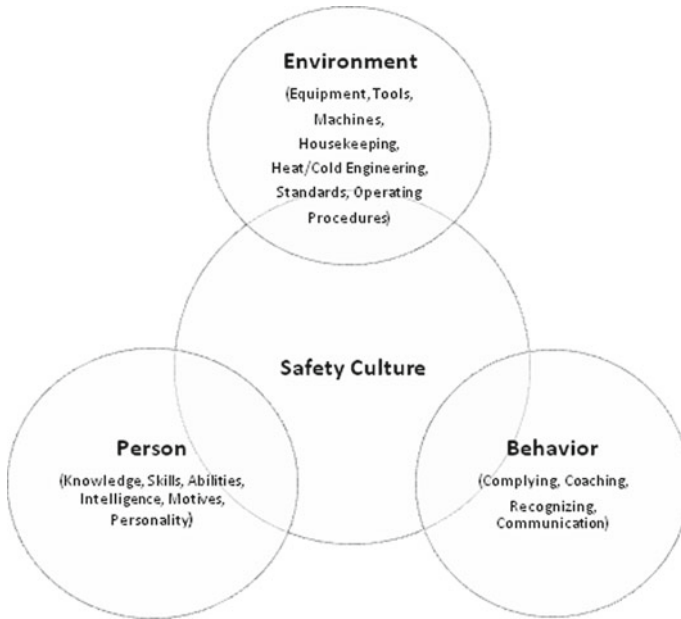 Environment
(Equipment, Tools,
Machines,
Housekeeping,
Heat/Cold Engineering,
Standards, Operating
Procedures)
Safety Culture
Person
(Knowledge, Skills, Abilities,
Intelligence, Motives,
Personality)
Behavior
(Complying, Coaching,
Recognizing,
Communication)